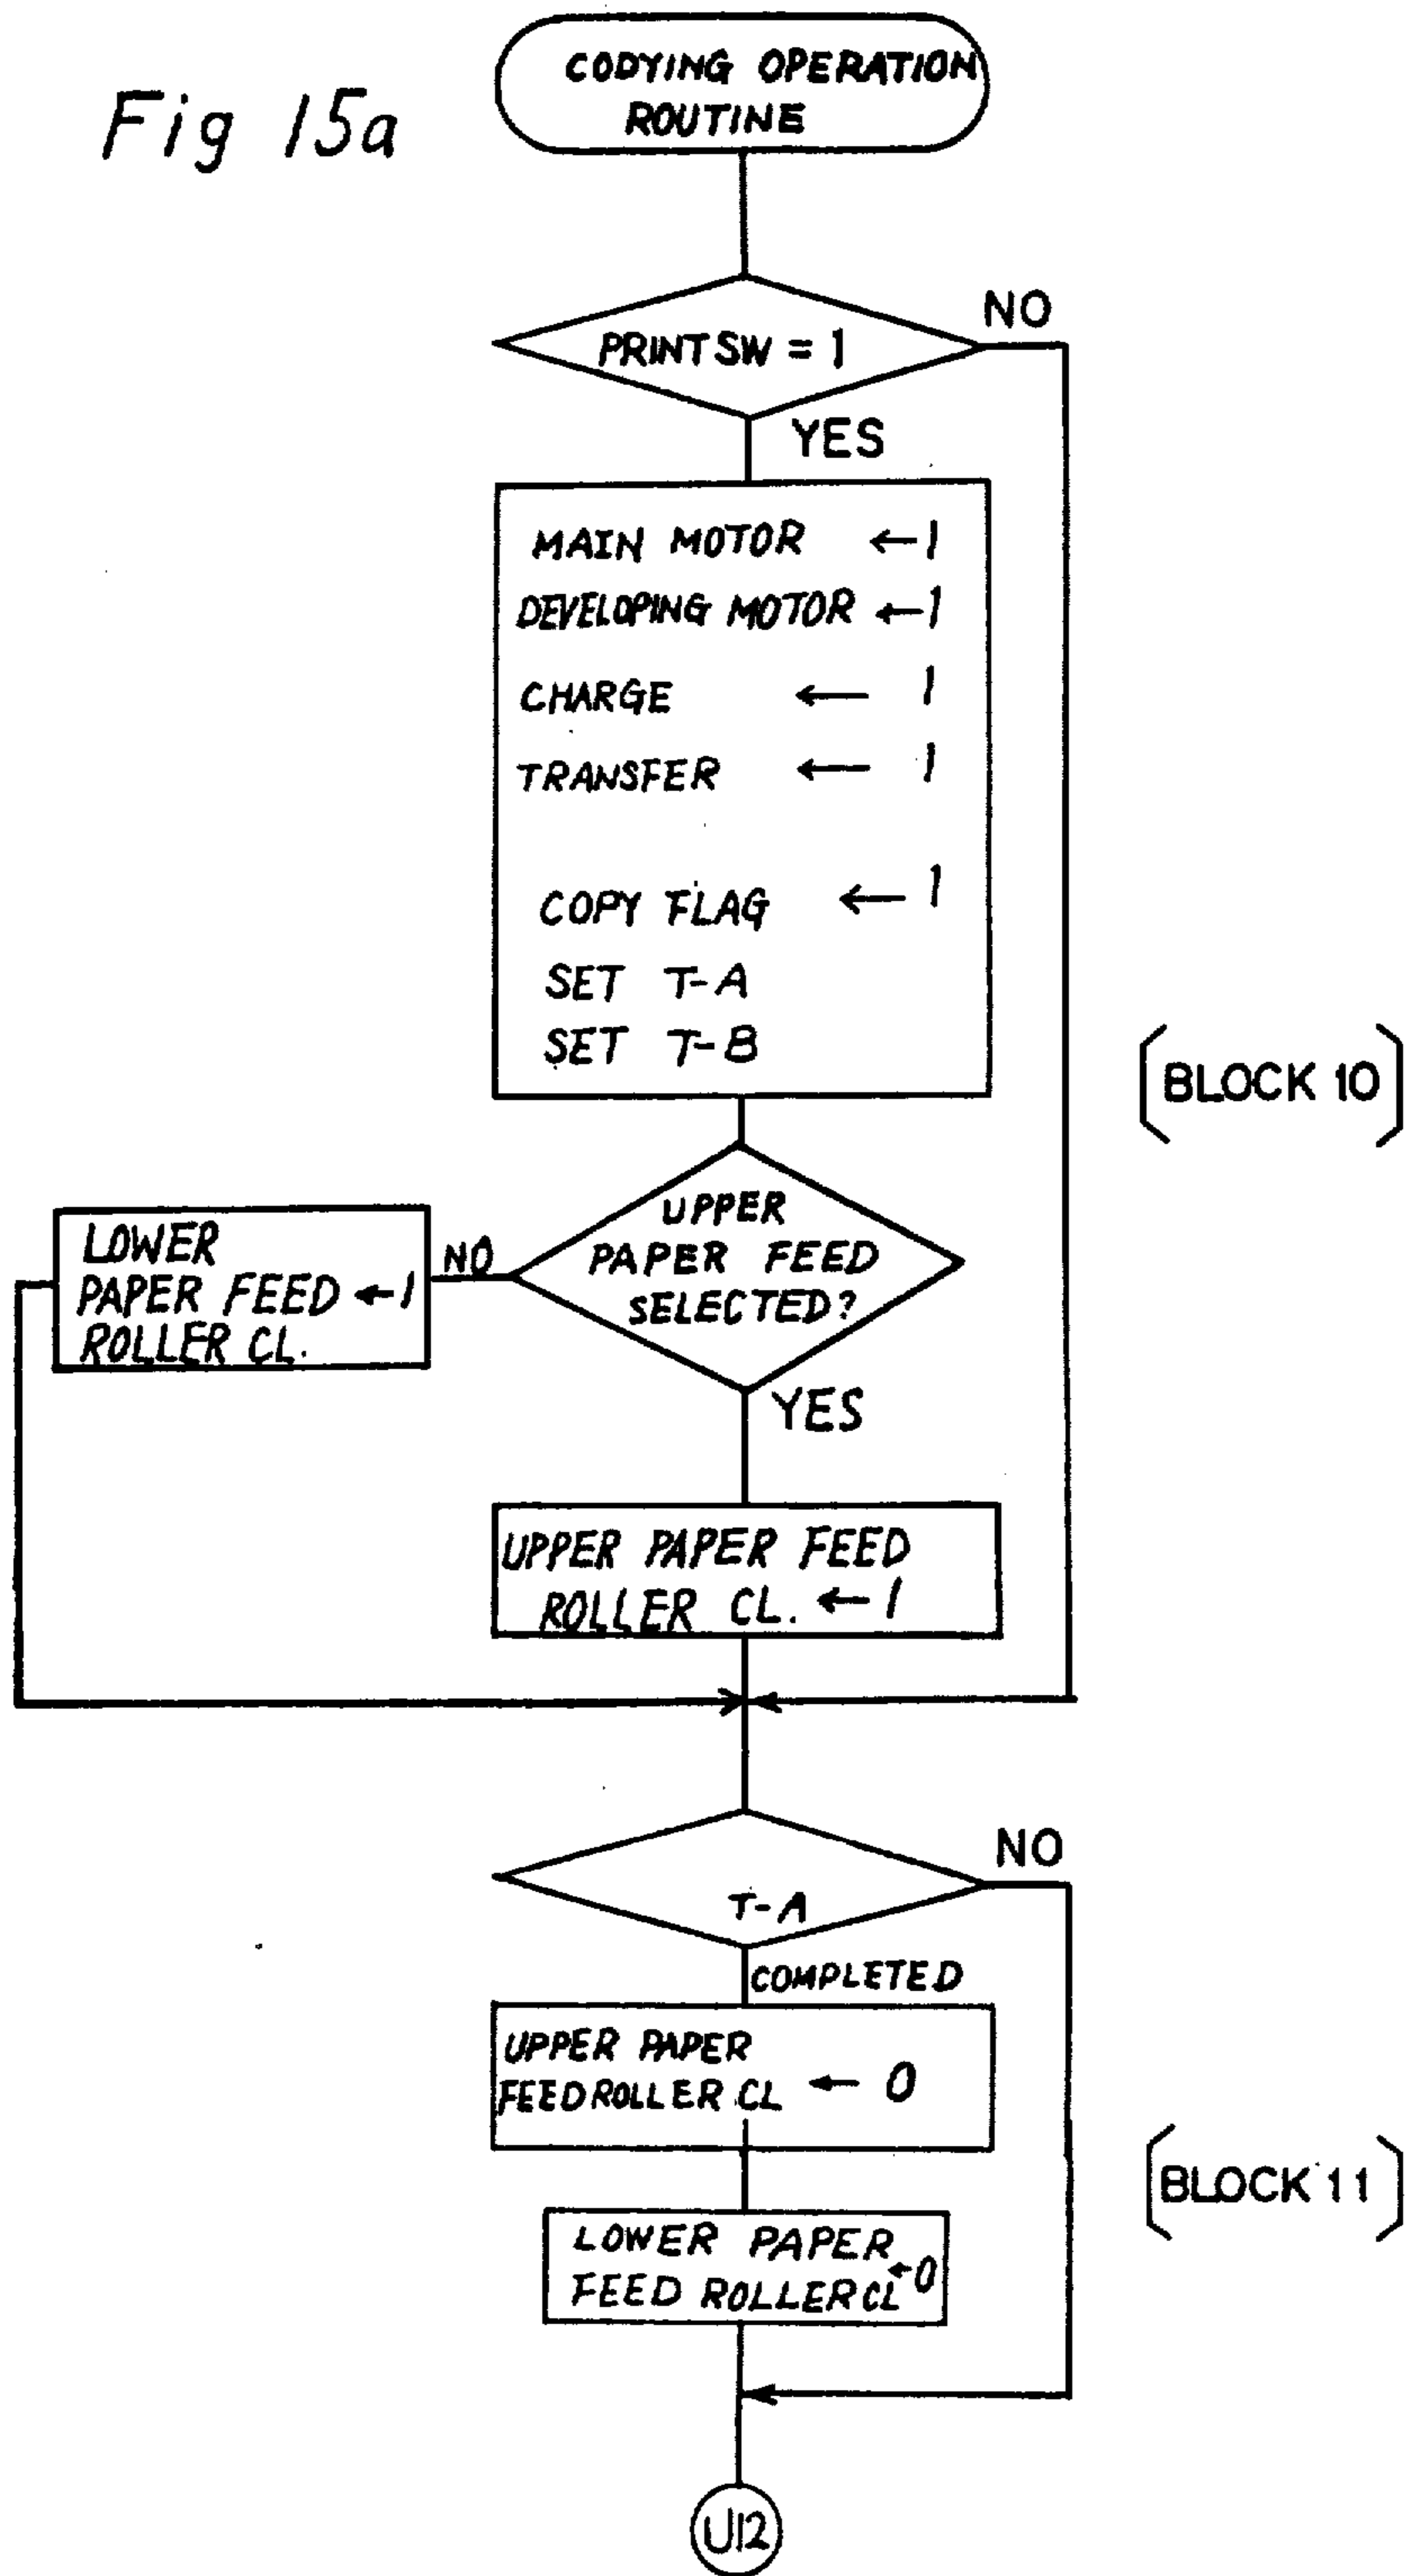 Fig 15a
CODYING OPERATION
ROUTINE
PRINT SW = 1
NO
YES
MAIN MOTOR ← 1
DEVELOPING MOTOR ← 1
CHARGE ← 1
TRANSFER ← 1
COPY FLAG ← 1
SET T-A
SET T-B
[BLOCK 10]
UPPER
PAPER FEED
SELECTED?
NO
LOWER
PAPER FEED ← 1
ROLLER CL.
YES
UPPER PAPER FEED
ROLLER CL. ← 1
T-A
NO
COMPLETED
UPPER PAPER
FEED ROLLER CL ← 0
[BLOCK 11]
LOWER PAPER
FEED ROLLER CL ← 0
U12